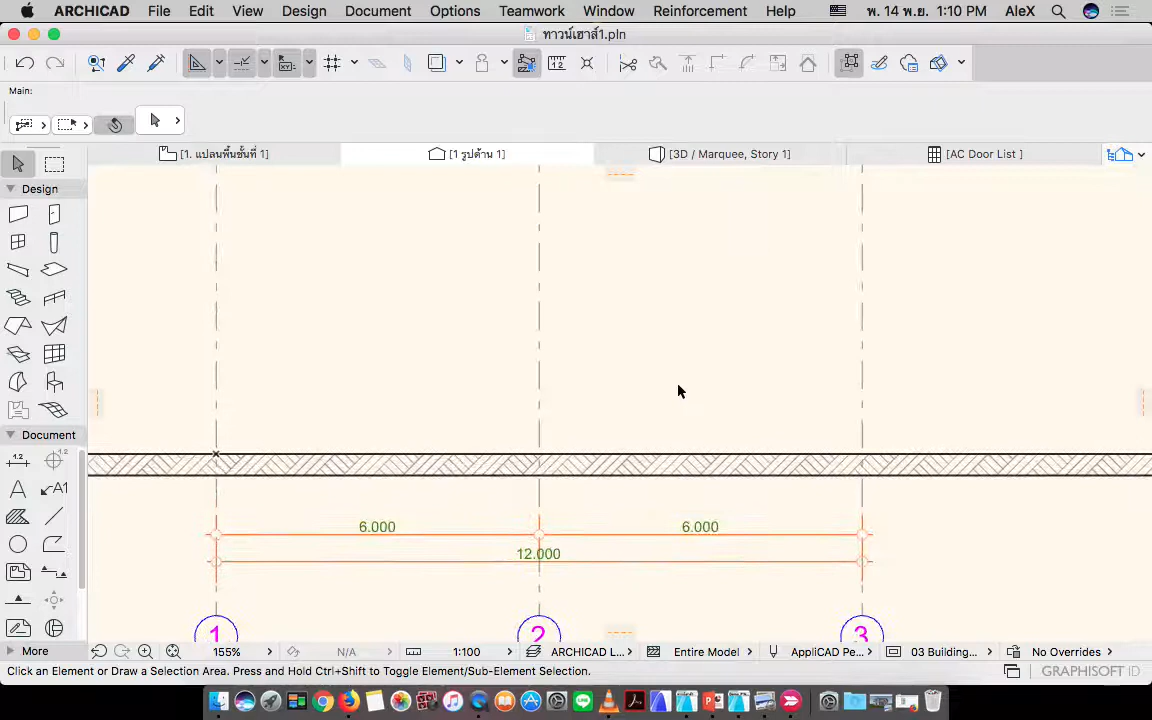 ARCHICAD File Edit View Design Document Options Teamwork Window Reinforcement Help พ. 14 พ.ย. 1:10 PM AleX
ทาวน์เฮาส์1.pln
Main:
[1. แปลนพื้นชั้นที่ 1] [1 รูปด้าน 1] [3D / Marquee, Story 1] [AC Door List ]
Design
Document
1.2
1.2
A A1
6.000 6.000
12.000
1 2 3
More 155% N/A 1:100 ARCHICAD L... Entire Model AppliCAD Pe... 03 Building... No Overrides
Click an Element or Draw a Selection Area. Press and Hold Ctrl+Shift to Toggle Element/Sub-Element Selection. GRAPHISOFT ID